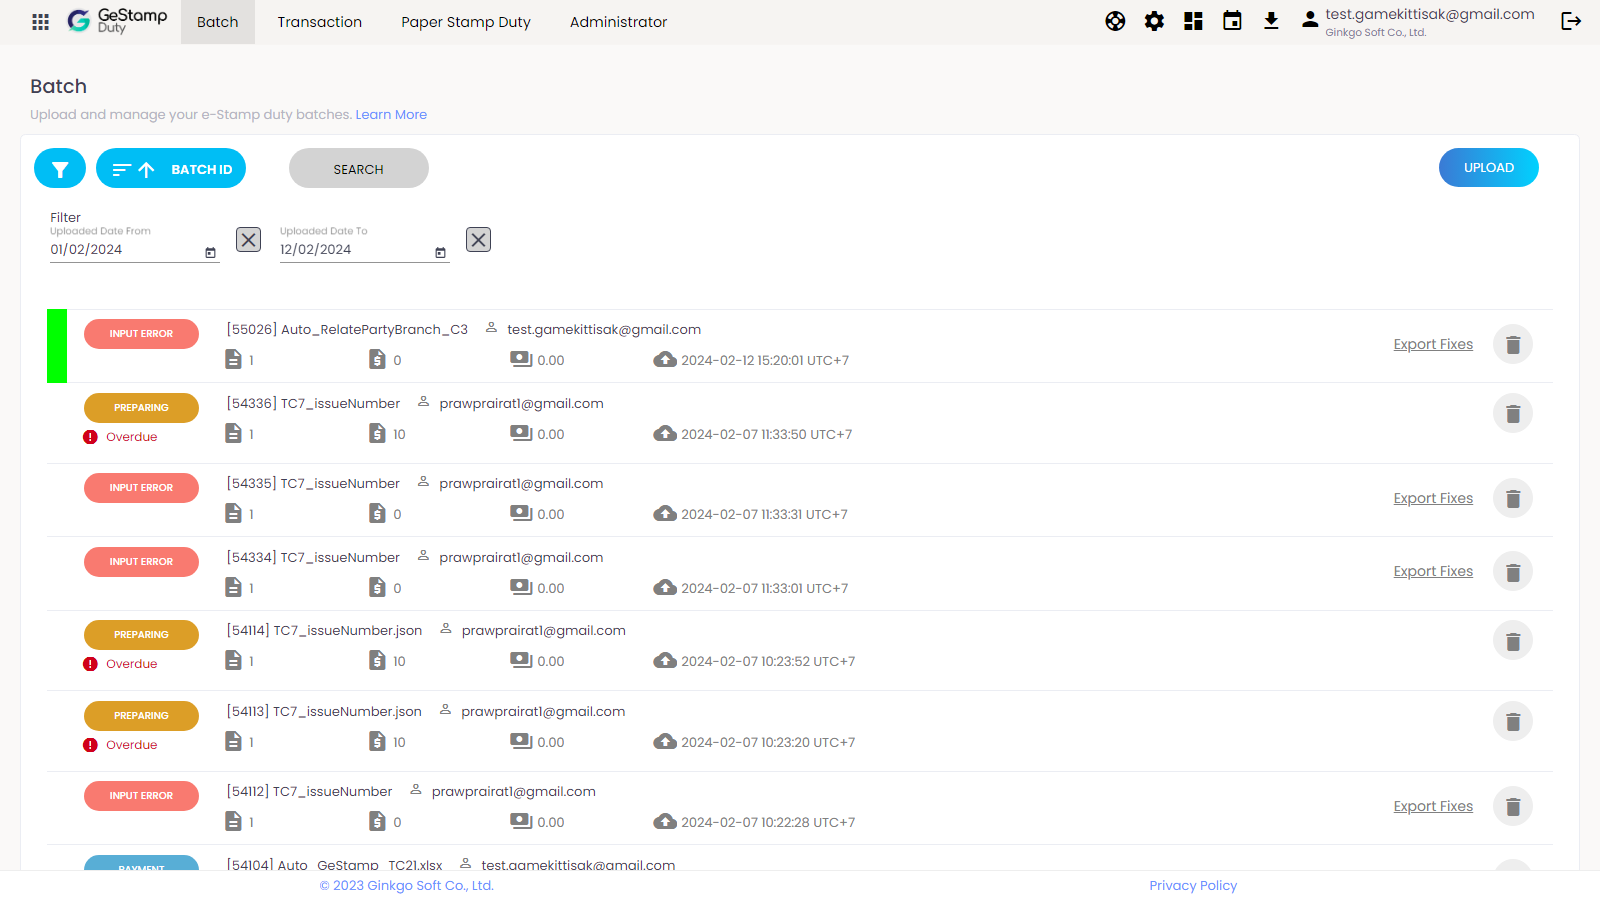 GeStamp
Duty
Batch
Transaction
Paper Stamp Duty
Administrator
test.gamekittisak@gmail.com
Ginkgo Soft Co., Ltd.
Batch
Upload and manage your e-Stamp duty batches. Learn More
BATCH ID
SEARCH
UPLOAD
Filter
Uploaded Date From
01/02/2024
Uploaded Date To
12/02/2024
INPUT ERROR
[55026] Auto_RelatePartyBranch_C3 test.gamekittisak@gmail.com
1 0 0.00 2024-02-12 15:20:01 UTC+7
Export Fixes
PREPARING
Overdue
[54336] TC7_issueNumber prawprairat1@gmail.com
1 10 0.00 2024-02-07 11:33:50 UTC+7
INPUT ERROR
[54335] TC7_issueNumber prawprairat1@gmail.com
1 0 0.00 2024-02-07 11:33:31 UTC+7
Export Fixes
INPUT ERROR
[54334] TC7_issueNumber prawprairat1@gmail.com
1 0 0.00 2024-02-07 11:33:01 UTC+7
Export Fixes
PREPARING
Overdue
[54114] TC7_issueNumber.json prawprairat1@gmail.com
1 10 0.00 2024-02-07 10:23:52 UTC+7
PREPARING
Overdue
[54113] TC7_issueNumber.json prawprairat1@gmail.com
1 10 0.00 2024-02-07 10:23:20 UTC+7
INPUT ERROR
[54112] TC7_issueNumber prawprairat1@gmail.com
1 0 0.00 2024-02-07 10:22:28 UTC+7
Export Fixes
PAYMENT
[54104] Auto_GeStamp_TC21.xlsx test.gamekittisak@gmail.com
© 2023 Ginkgo Soft Co., Ltd.
Privacy Policy